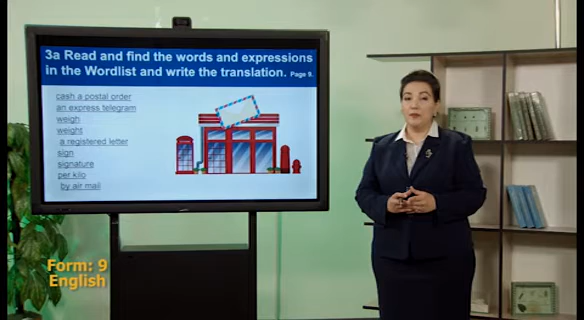 3a Read and find the words and expressions
in the Wordlist and write the translation. Page 9.
cash a postal order
an express telegram
weigh
weight
a registered letter
sign
signature
per kilo
by air mail
Form: 9
English